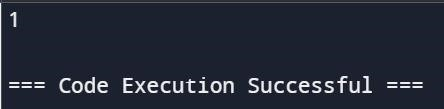 1
=== Code Execution Successful ===